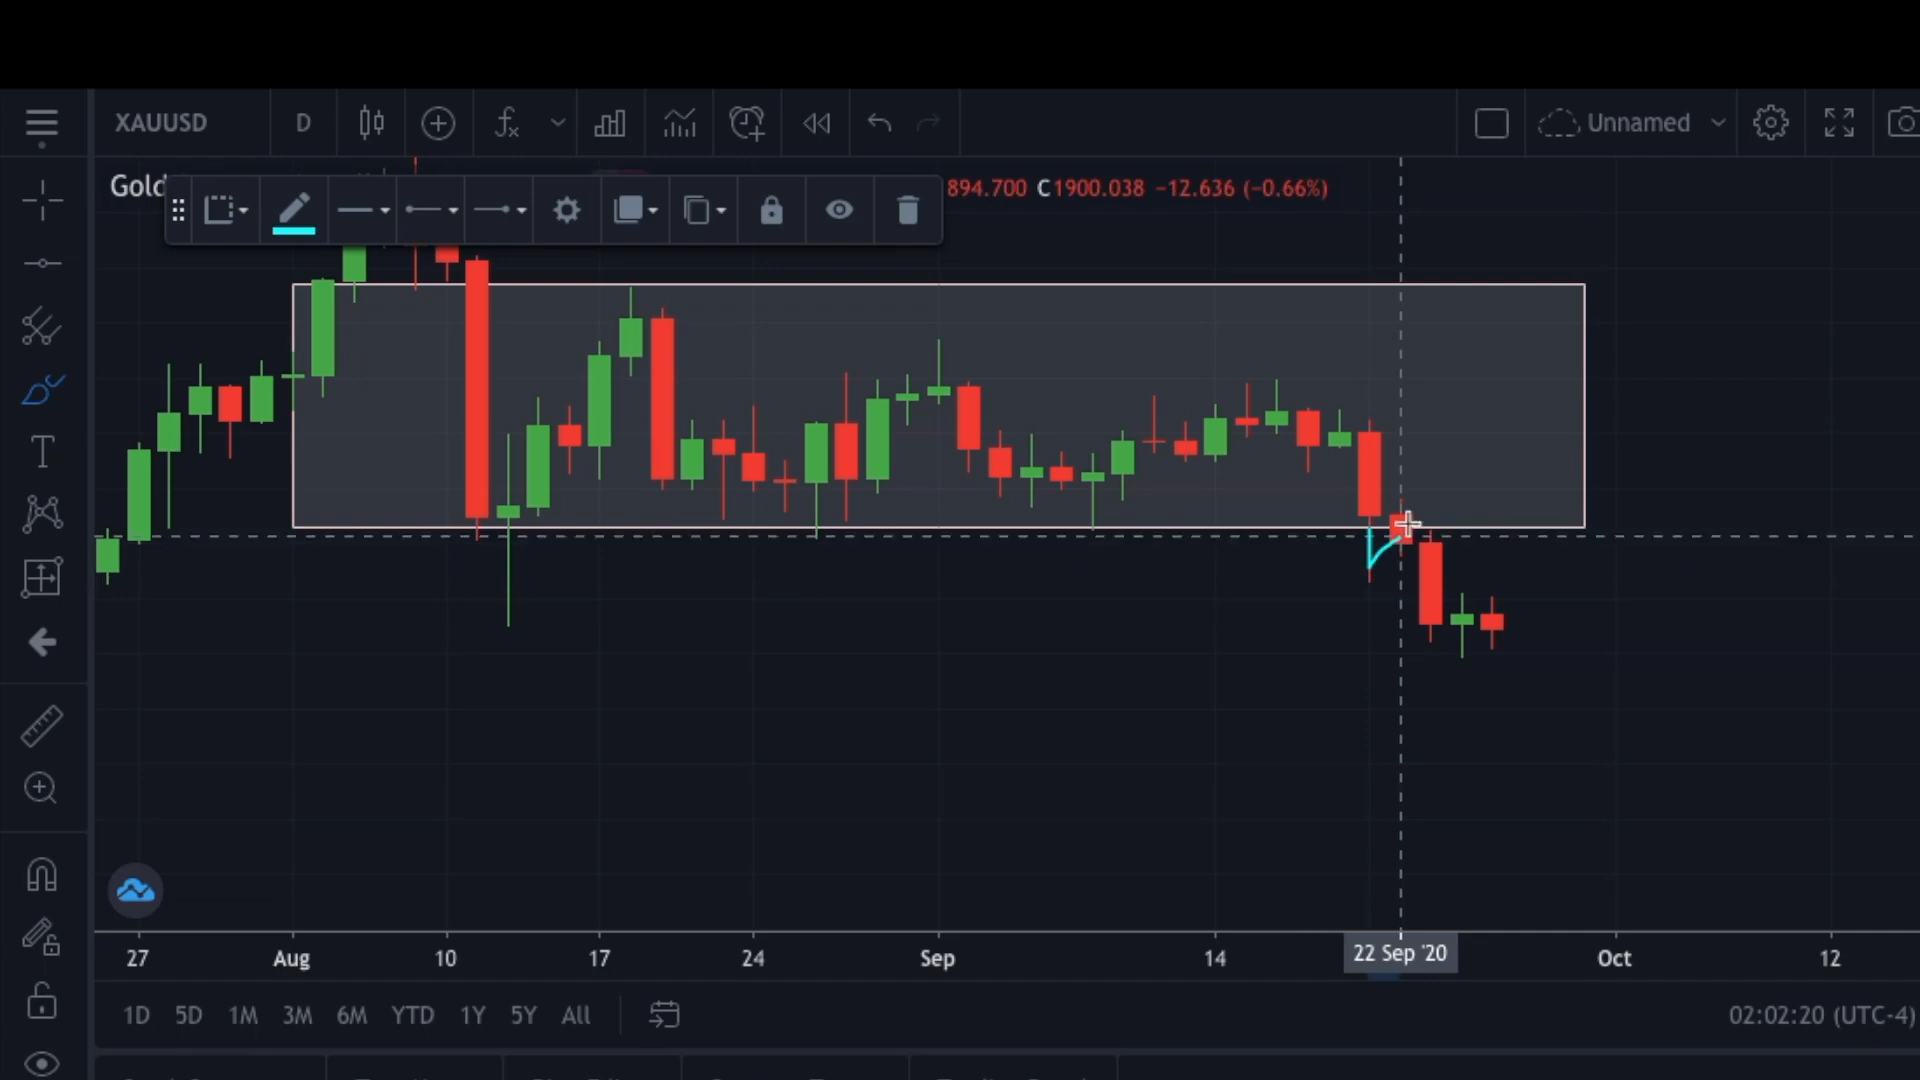 XAUUSD D Unnamed
Gold 894.700 C1900.038 −12.636 (−0.66%)
27 Aug 10 17 24 Sep 14 22 Sep '20 Oct 12
1D 5D 1M 3M 6M YTD 1Y 5Y All 02:02:20 (UTC-4)